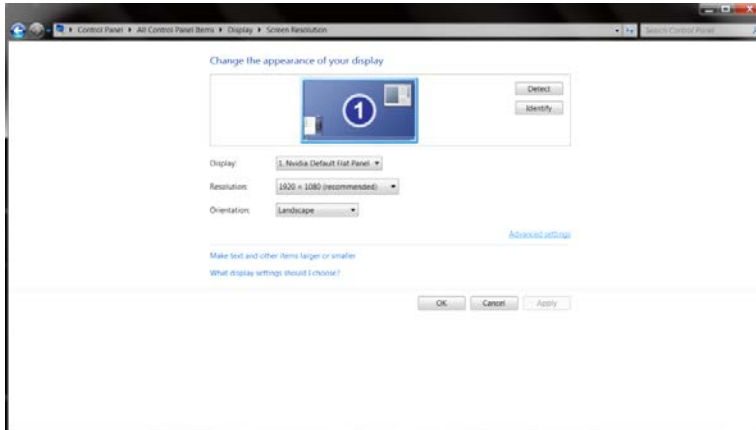 Control Panel ▸ All Control Panel Items ▸ Display ▸ Screen Resolution
Search Control Panel
Change the appearance of your display
1
Detect
Identify
Display:
1. Nvidia Default Flat Panel
Resolution:
1920 × 1080 (recommended)
Orientation:
Landscape
Advanced settings
Make text and other items larger or smaller
What display settings should I choose?
OK
Cancel
Apply